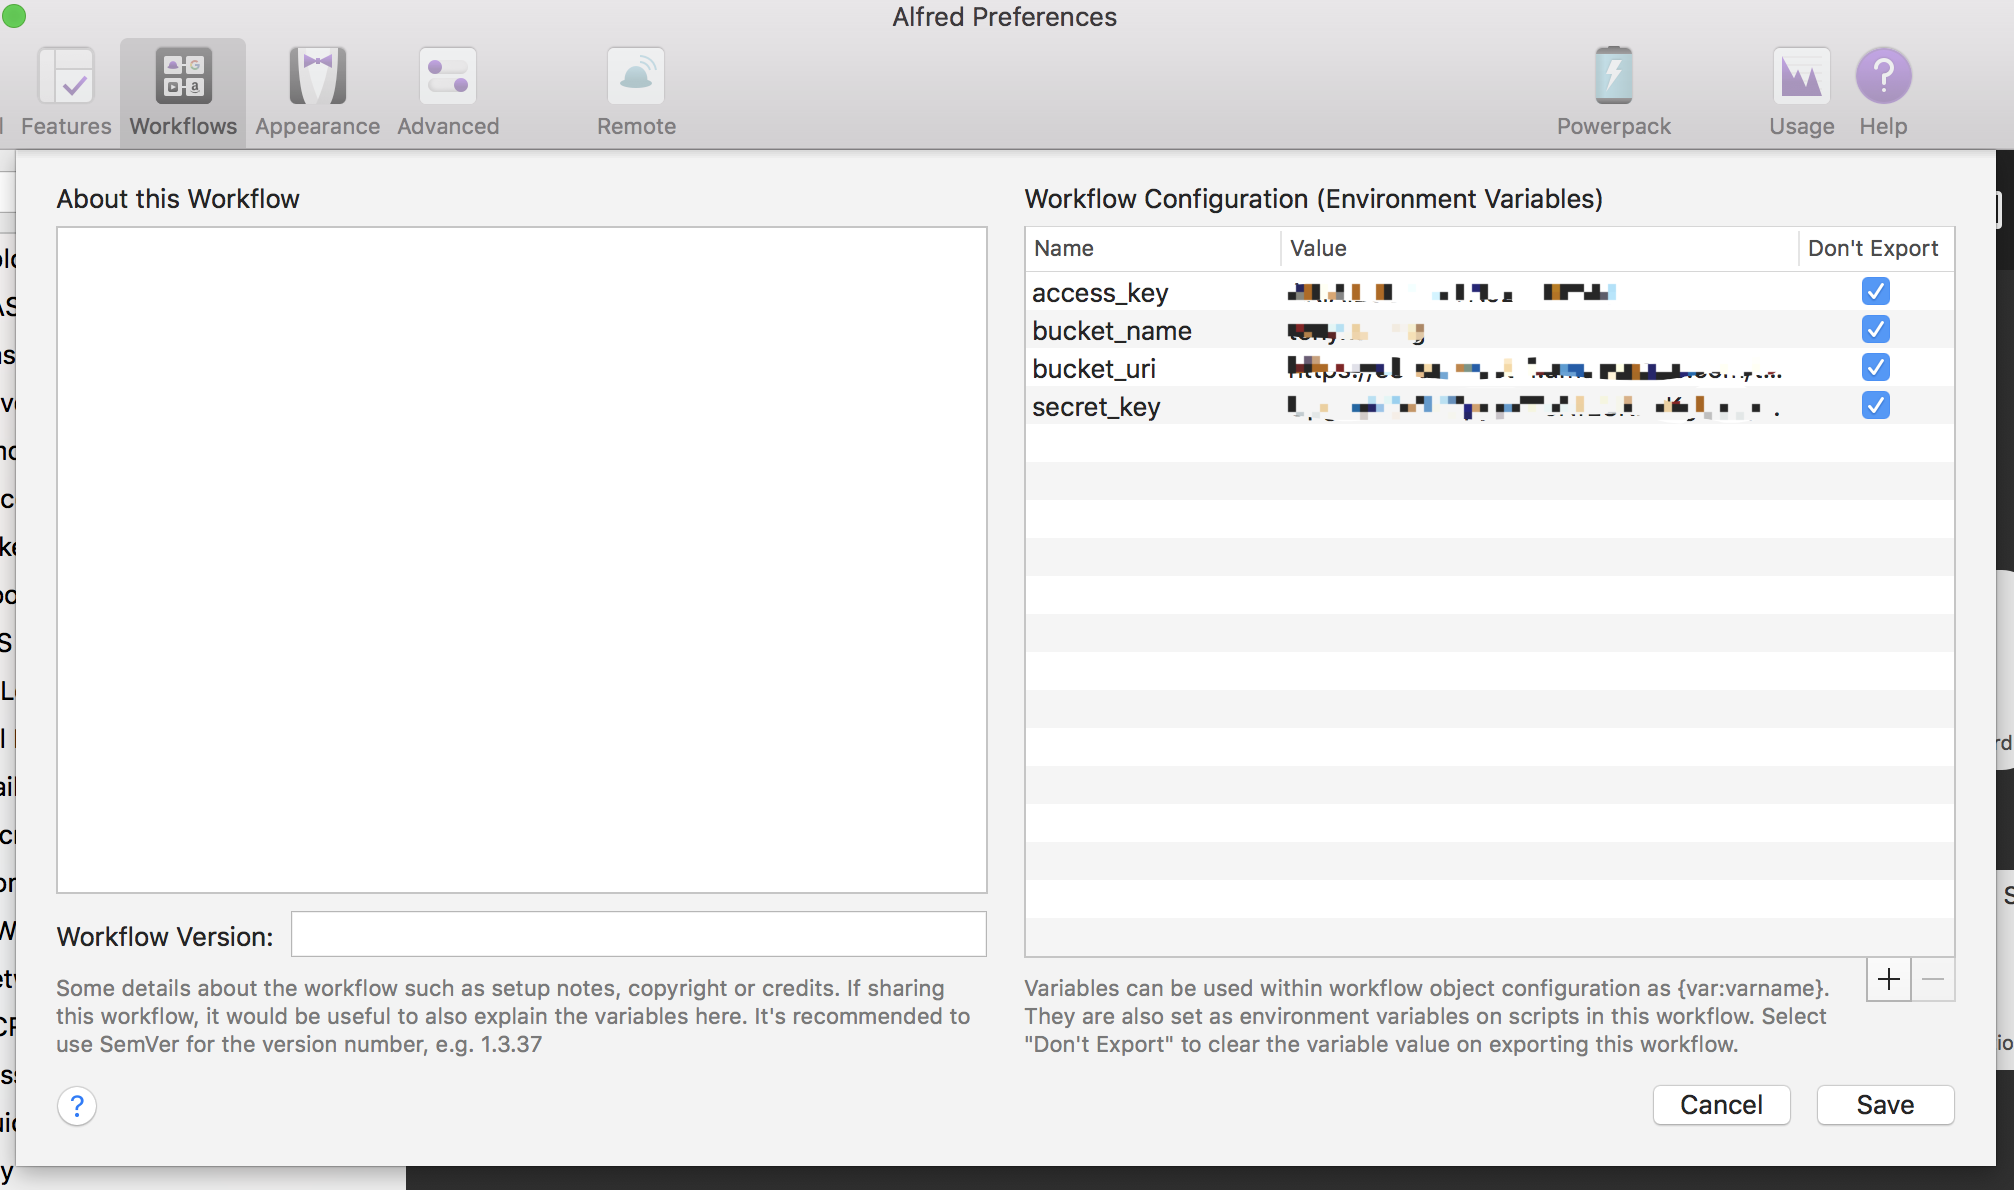 Alfred Preferences
Features
Workflows
Appearance
Advanced
Remote
Powerpack
Usage
Help
About this Workflow
Workflow Configuration (Environment Variables)
Name
Value
Don't Export
access_key
bucket_name
bucket_uri
secret_key
Workflow Version:
Some details about the workflow such as setup notes, copyright or credits. If sharing
this workflow, it would be useful to also explain the variables here. It's recommended to
use SemVer for the version number, e.g. 1.3.37
Variables can be used within workflow object configuration as {var:varname}.
They are also set as environment variables on scripts in this workflow. Select
"Don't Export" to clear the variable value on exporting this workflow.
+
−
?
Cancel
Save